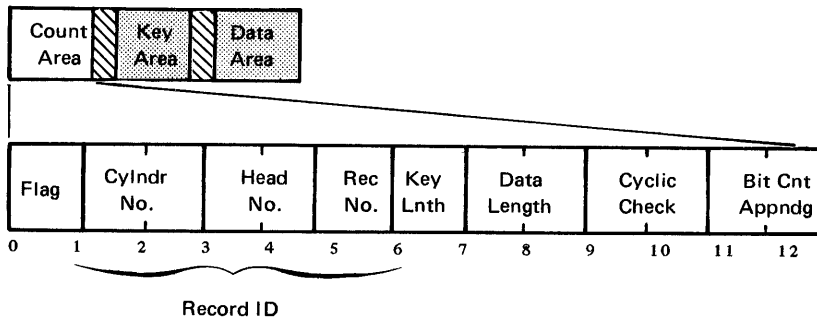 Count Key Data
Area Area Area
Flag Cylndr Head Rec Key Data Cyclic Bit Cnt
No. No. No. Lnth Length Check Appndg
0 1 2 3 4 5 6 7 8 9 10 11 12
Record ID